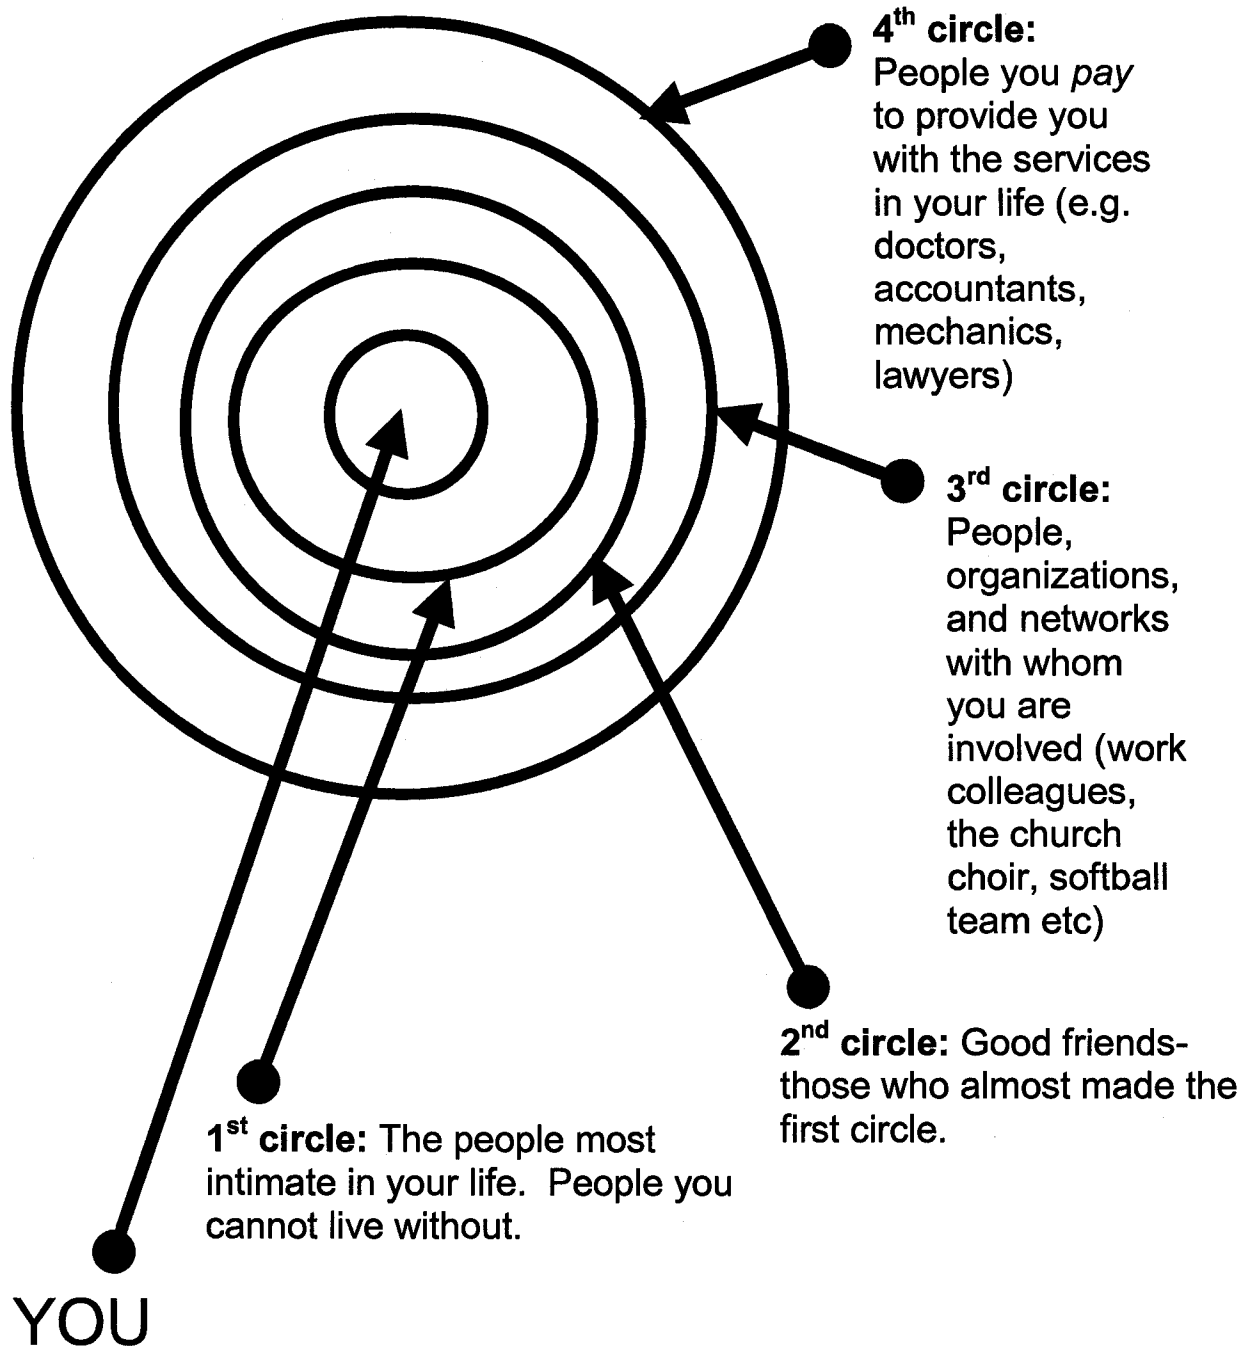 4th circle:
People you pay
to provide you
with the services
in your life (e.g.
doctors,
accountants,
mechanics,
lawyers)
3rd circle:
People,
organizations,
and networks
with whom
you are
involved (work
colleagues,
the church
choir, softball
team etc)
2nd circle: Good friends-
those who almost made the
first circle.
1st circle: The people most
intimate in your life.  People you
cannot live without.
YOU